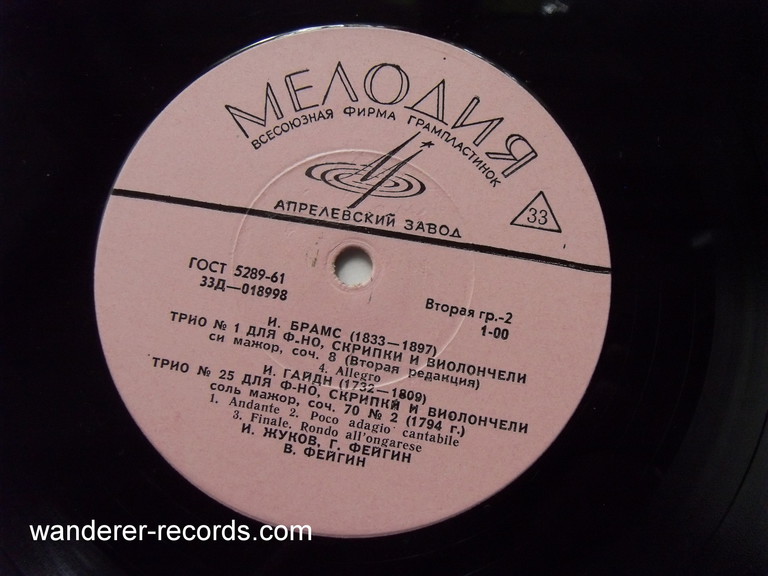 МЕЛОДИЯ
ВСЕСОЮЗНАЯ ФИРМА ГРАМПЛАСТИНОК
АПРЕЛЕВСКИЙ ЗАВОД
33
ГОСТ 5289-61
33Д—018998
Вторая гр.-2
1-00
И. БРАМС (1833—1897)
ТРИО № 1 ДЛЯ Ф-НО, СКРИПКИ И ВИОЛОНЧЕЛИ
си мажор, соч. 8 (Вторая редакция)
4. Allegro
И. ГАЙДН (1732—1809)
ТРИО № 25 ДЛЯ Ф-НО, СКРИПКИ И ВИОЛОНЧЕЛИ
соль мажор, соч. 70 № 2 (1794 г.)
1. Andante 2. Poco adagio cantabile
3. Finale. Rondo all'ongarese
И. ЖУКОВ, Г. ФЕЙГИН
В. ФЕЙГИН
wanderer-records.com